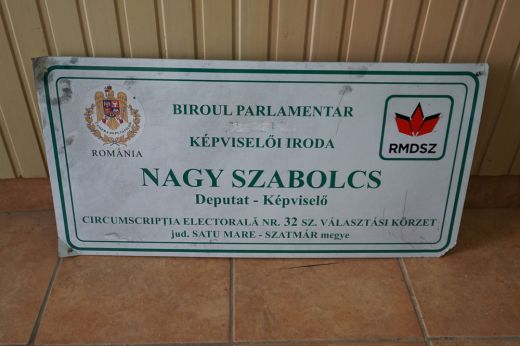 BIROUL PARLAMENTAR
KÉPVISELŐI IRODA
ROMÂNIA
RMDSZ
NAGY SZABOLCS
Deputat - Képviselő
CIRCUMSCRIPȚIA ELECTORALĂ NR. 32 SZ. VÁLASZTÁSI KÖRZET
jud. SATU MARE - SZATMÁR megye